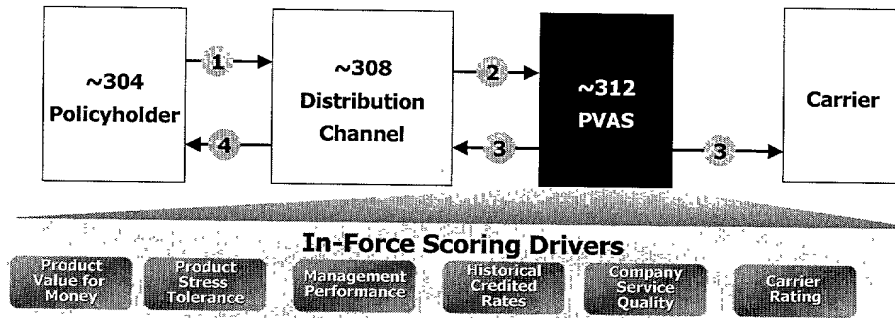 ~304
Policyholder
1
4
~308
Distribution
Channel
2
3
~312
PVAS
3
Carrier
In-Force Scoring Drivers
Product
Value for
Money
Product
Stress
Tolerance
Management
Performance
Historical
Credited
Rates
Company
Service
Quality
Carrier
Rating